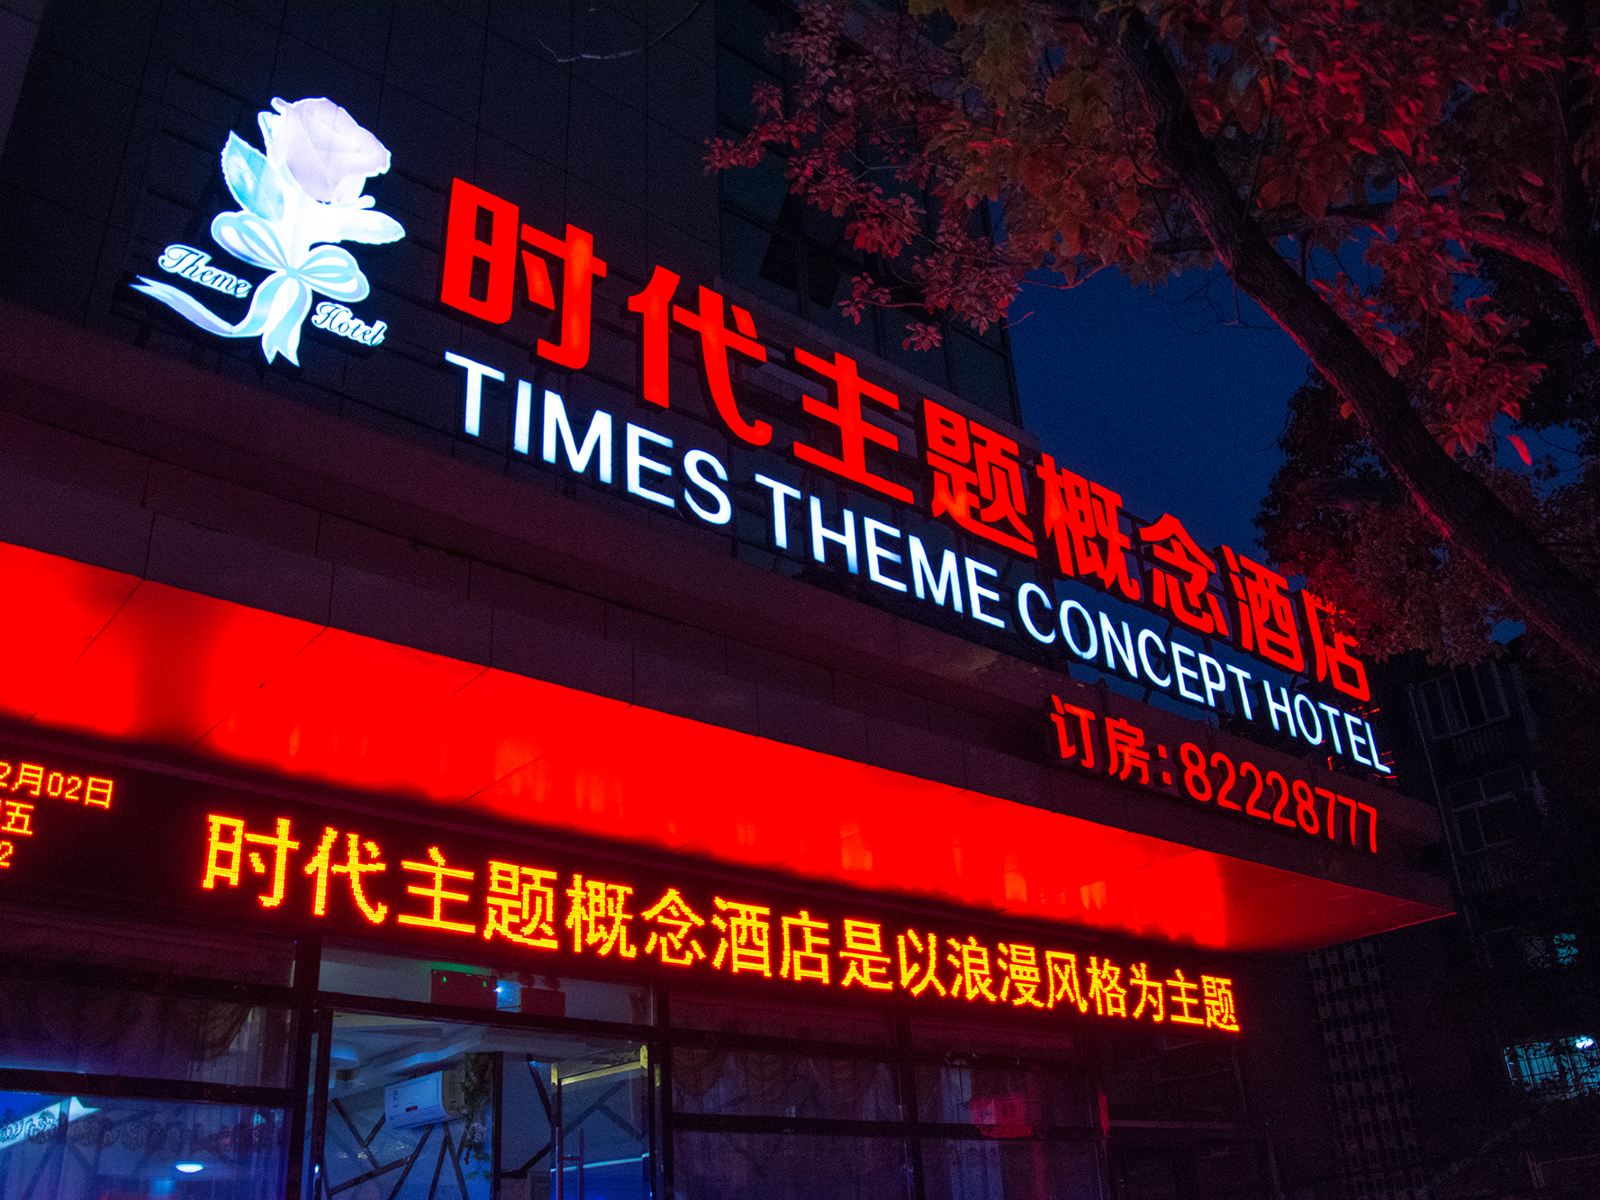 Theme
Hotel
时代主题概念酒店
TIMES THEME CONCEPT HOTEL
订房:82228777
2月02日
五
2
时代主题概念酒店是以浪漫风格为主题